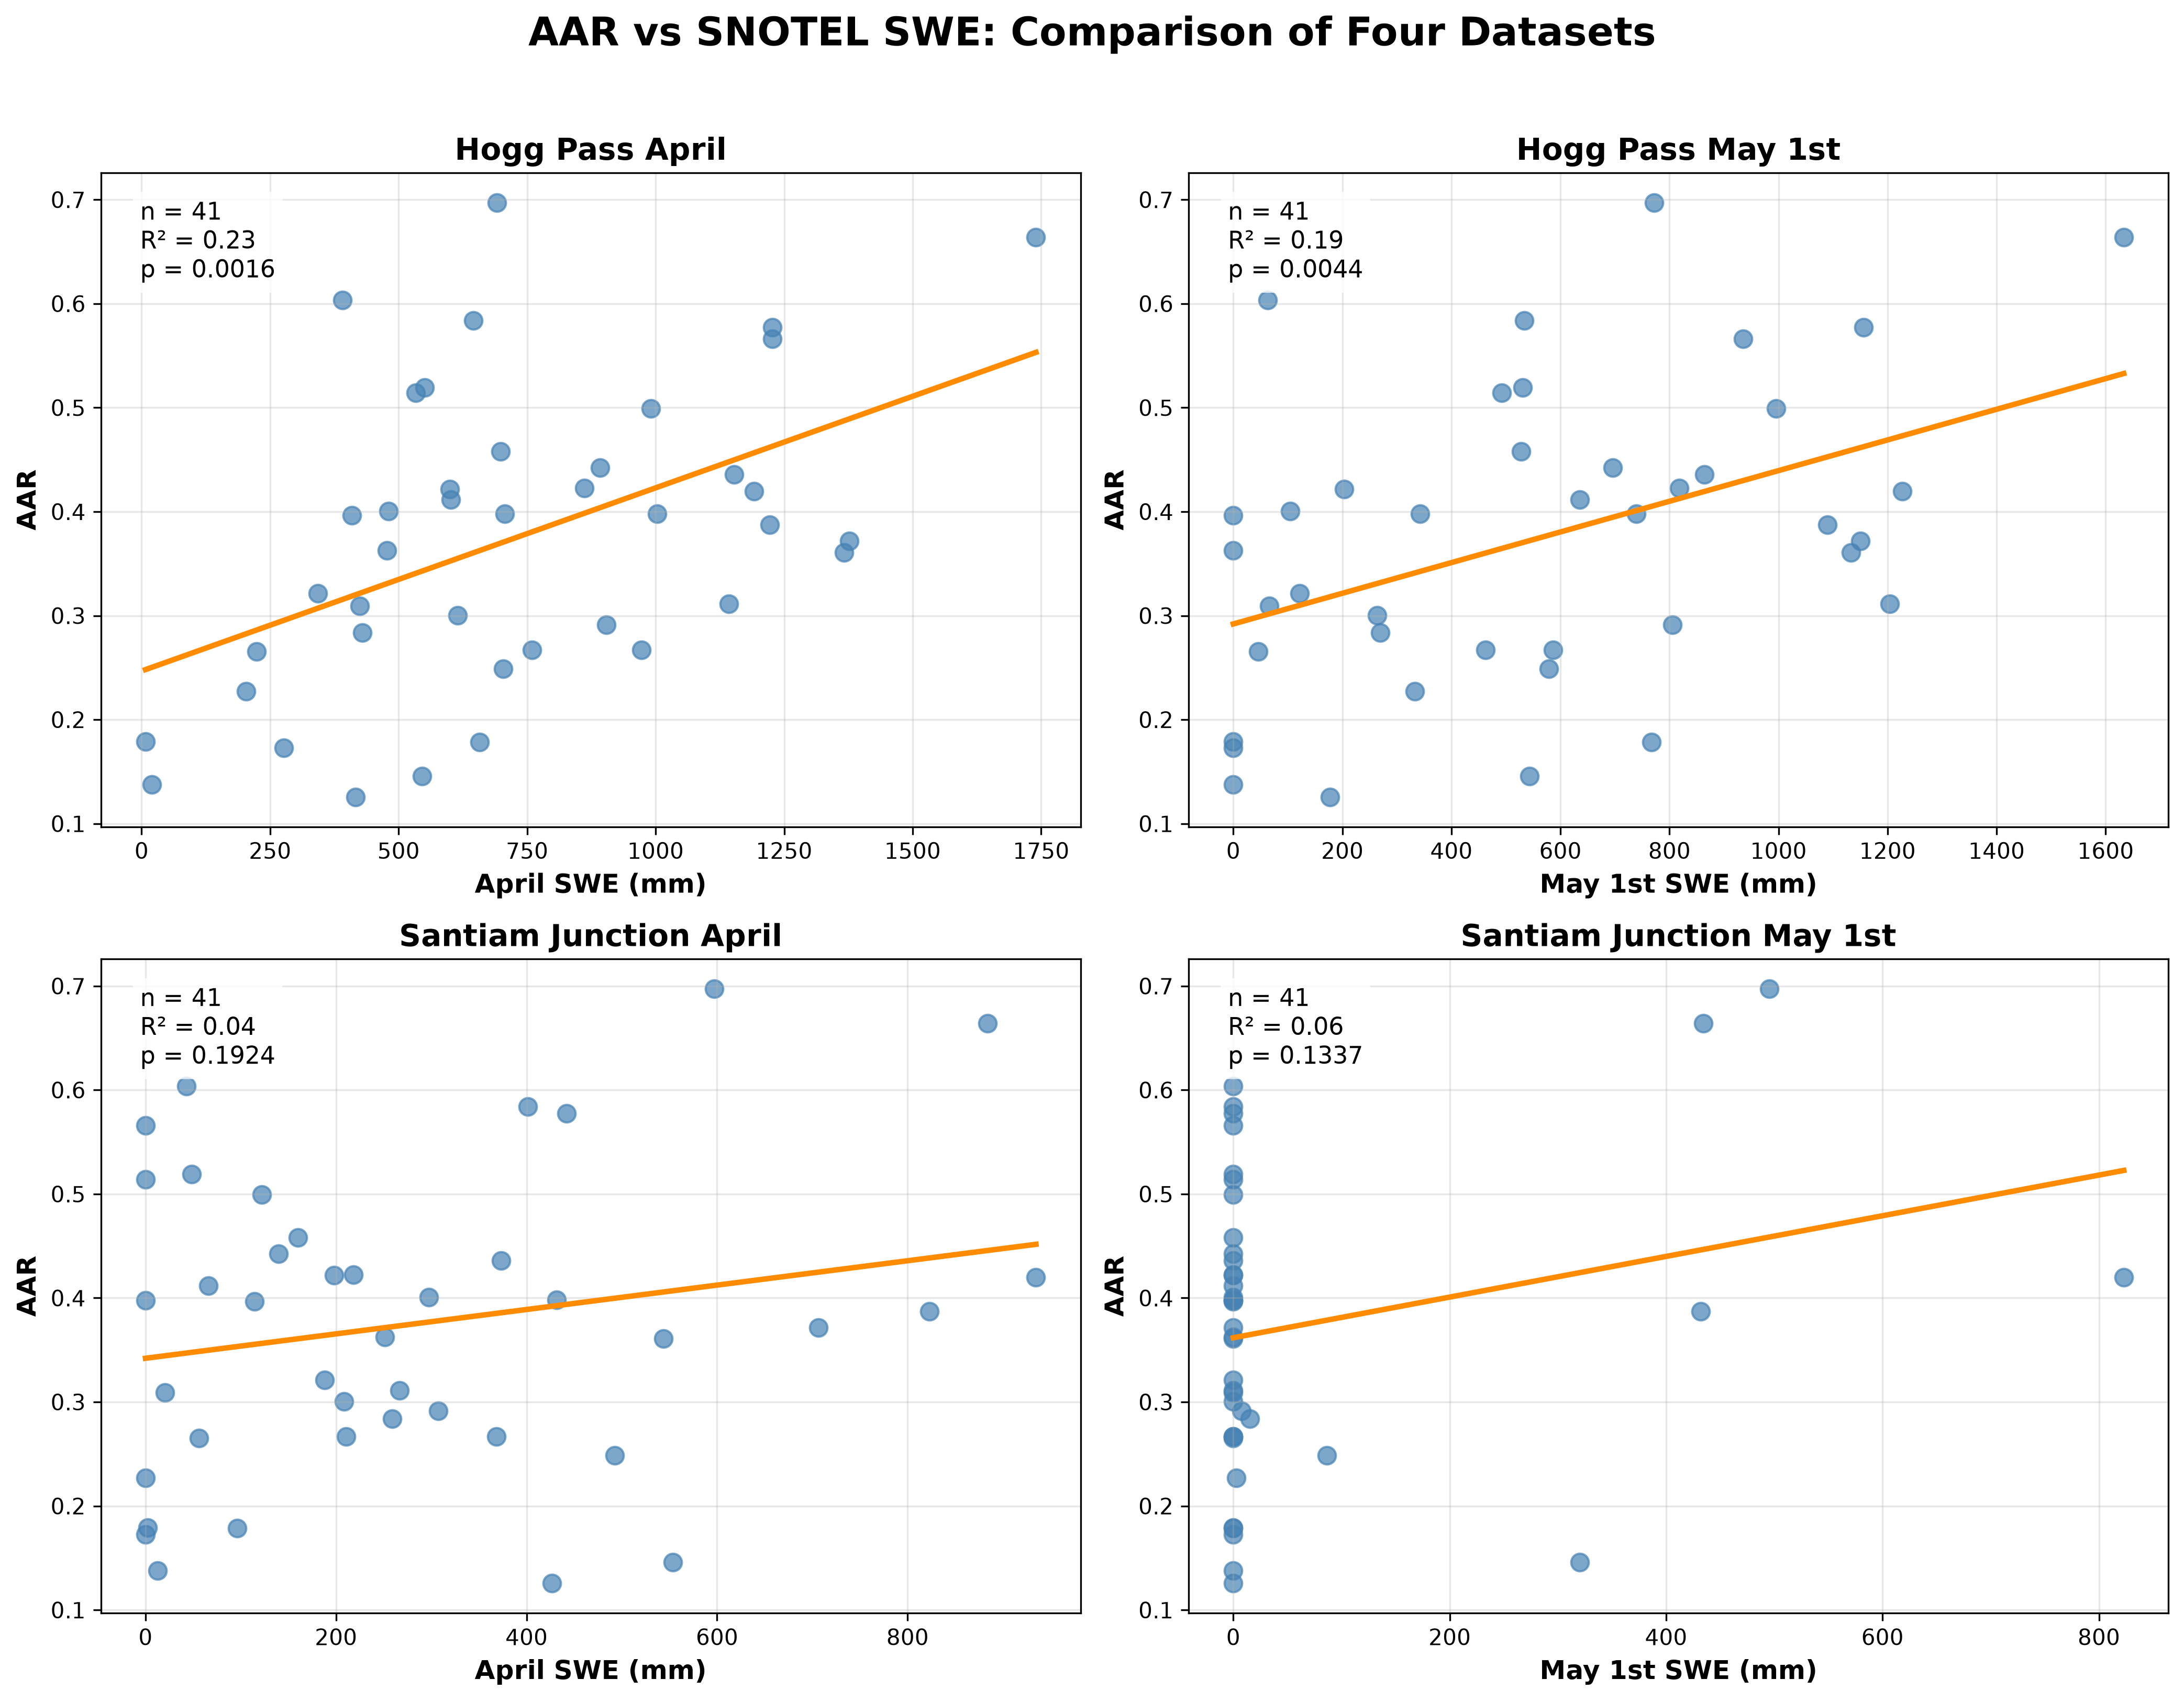 AAR vs SNOTEL SWE: Comparison of Four Datasets
Hogg Pass April
n = 41
R² = 0.23
p = 0.0016
AAR
0.7
0.6
0.5
0.4
0.3
0.2
0.1
0 250 500 750 1000 1250 1500 1750
April SWE (mm)
Hogg Pass May 1st
n = 41
R² = 0.19
p = 0.0044
AAR
0.7
0.6
0.5
0.4
0.3
0.2
0.1
0 200 400 600 800 1000 1200 1400 1600
May 1st SWE (mm)
Santiam Junction April
n = 41
R² = 0.04
p = 0.1924
AAR
0.7
0.6
0.5
0.4
0.3
0.2
0.1
0 200 400 600 800
April SWE (mm)
Santiam Junction May 1st
n = 41
R² = 0.06
p = 0.1337
AAR
0.7
0.6
0.5
0.4
0.3
0.2
0.1
0 200 400 600 800
May 1st SWE (mm)